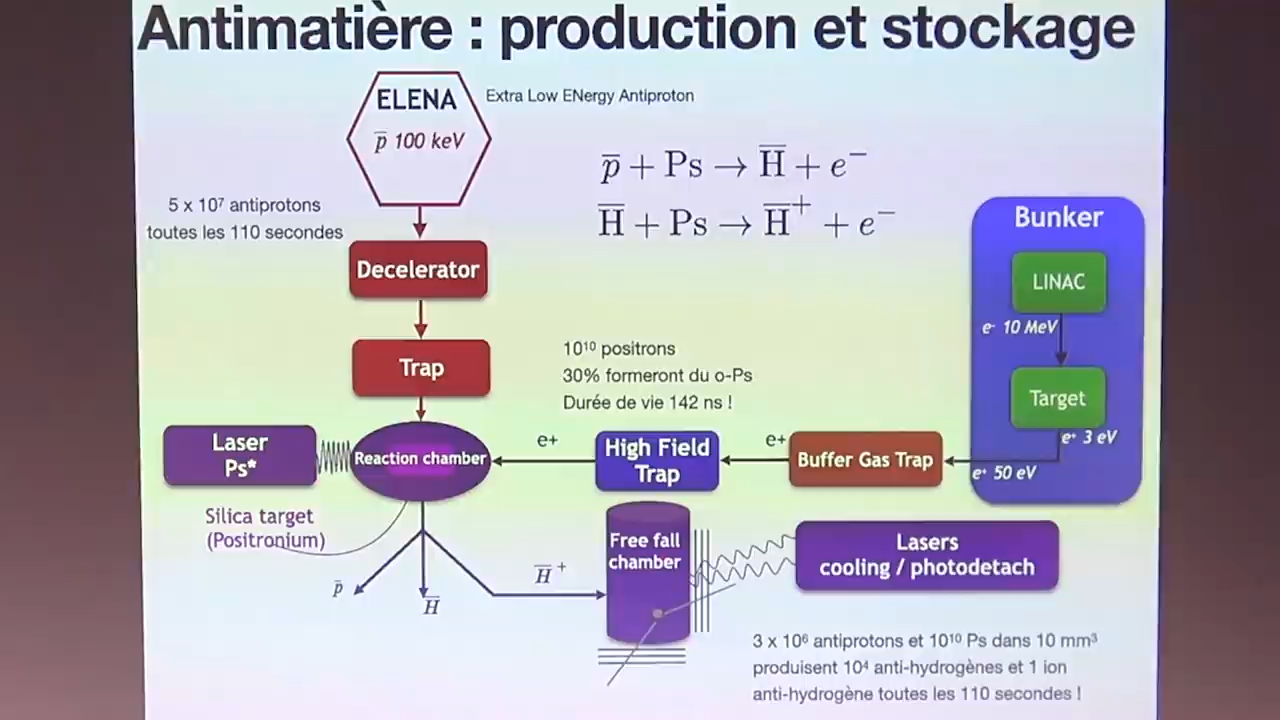 Antimatière : production et stockage
ELENA
Extra Low ENergy Antiproton
p̅ 100 keV
p̅ + Ps → H̅ + e⁻
H̅ + Ps → H̅⁺ + e⁻
5 x 10⁷ antiprotons
toutes les 110 secondes
Decelerator
Trap
Bunker
LINAC
e⁻ 10 MeV
Target
e⁺ 3 eV
e⁺ 50 eV
10¹⁰ positrons
30% formeront du o-Ps
Durée de vie 142 ns !
Laser
Ps*
Reaction chamber
e+
High Field
Trap
e+
Buffer Gas Trap
Silica target
(Positronium)
p̅
H̅
H̅⁺
Free fall
chamber
Lasers
cooling / photodetach
3 x 10⁶ antiprotons et 10¹⁰ Ps dans 10 mm³
produisent 10⁴ anti-hydrogènes et 1 ion
anti-hydrogène toutes les 110 secondes !